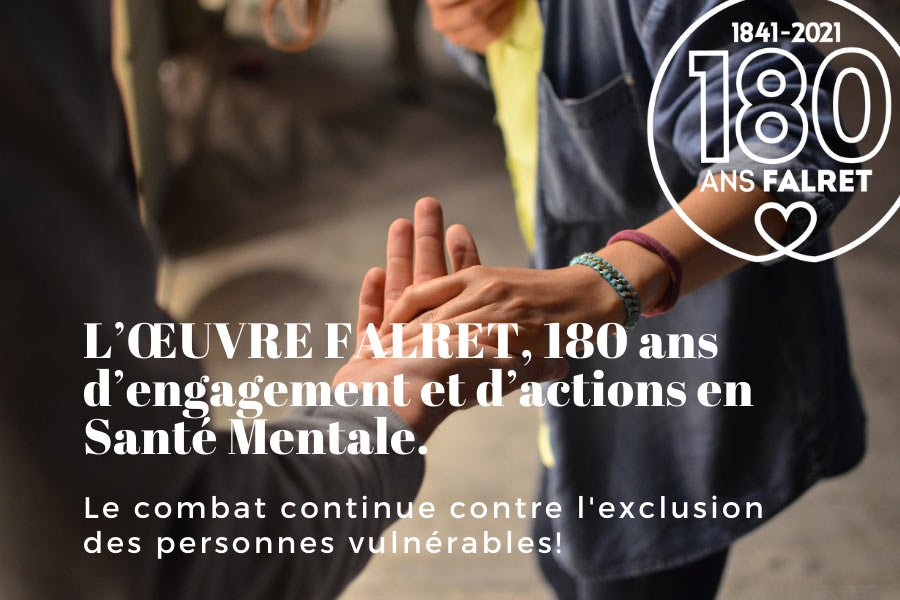 1841-2021
180
ANS FALRET
L’ŒUVRE FALRET, 180 ans
d’engagement et d’actions en
Santé Mentale.
Le combat continue contre l'exclusion
des personnes vulnérables!